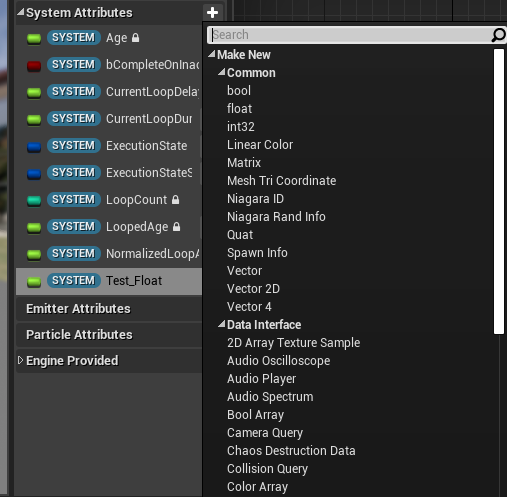 System Attributes
SYSTEM Age
SYSTEM bCompleteOnInac
CurrentLoopDela
SYSTEM CurrentLoopDur
SYSTEM ExecutionState
SYSTEM ExecutionStateS
SYSTEM LoopCount
SYSTEM LoopedAge
SYSTEM NormalizedLoopA
SYSTEM Test_Float
Emitter Attributes
Particle Attributes
Engine Provided
Search
Make New
Common
bool
float
int32
Linear Color
Matrix
Mesh Tri Coordinate
Niagara ID
Niagara Rand Info
Quat
Spawn Info
Vector
Vector 2D
Vector 4
Data Interface
2D Array Texture Sample
Audio Oscilloscope
Audio Player
Audio Spectrum
Bool Array
Camera Query
Chaos Destruction Data
Collision Query
Color Array